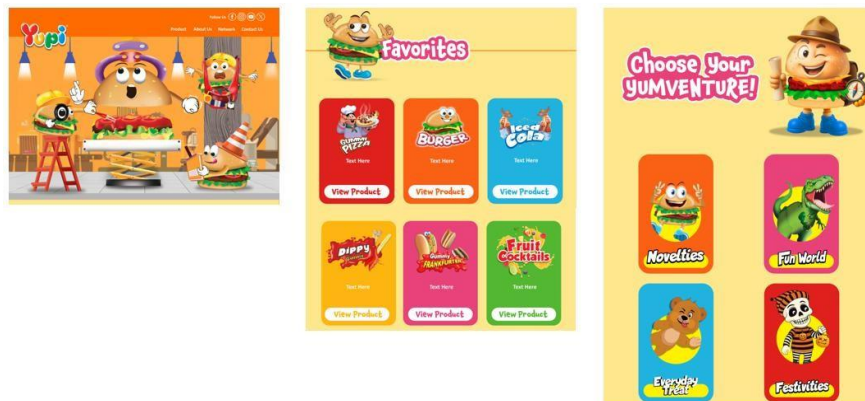 Follow Us
Yupi
Product About Us Careers Contact Us
Favorites
GUMMI
PIZZA
Text Here
View Product
BURGER
Text Here
View Product
Iced
Cola
Text Here
View Product
DIPPY
Text Here
View Product
Gummy
FRANKFURTER
Text Here
View Product
Fruit
Cocktails
Text Here
View Product
Choose Your
YUMVENTURE!
Novelties
Fun World
Everyday
Treat
Festivities